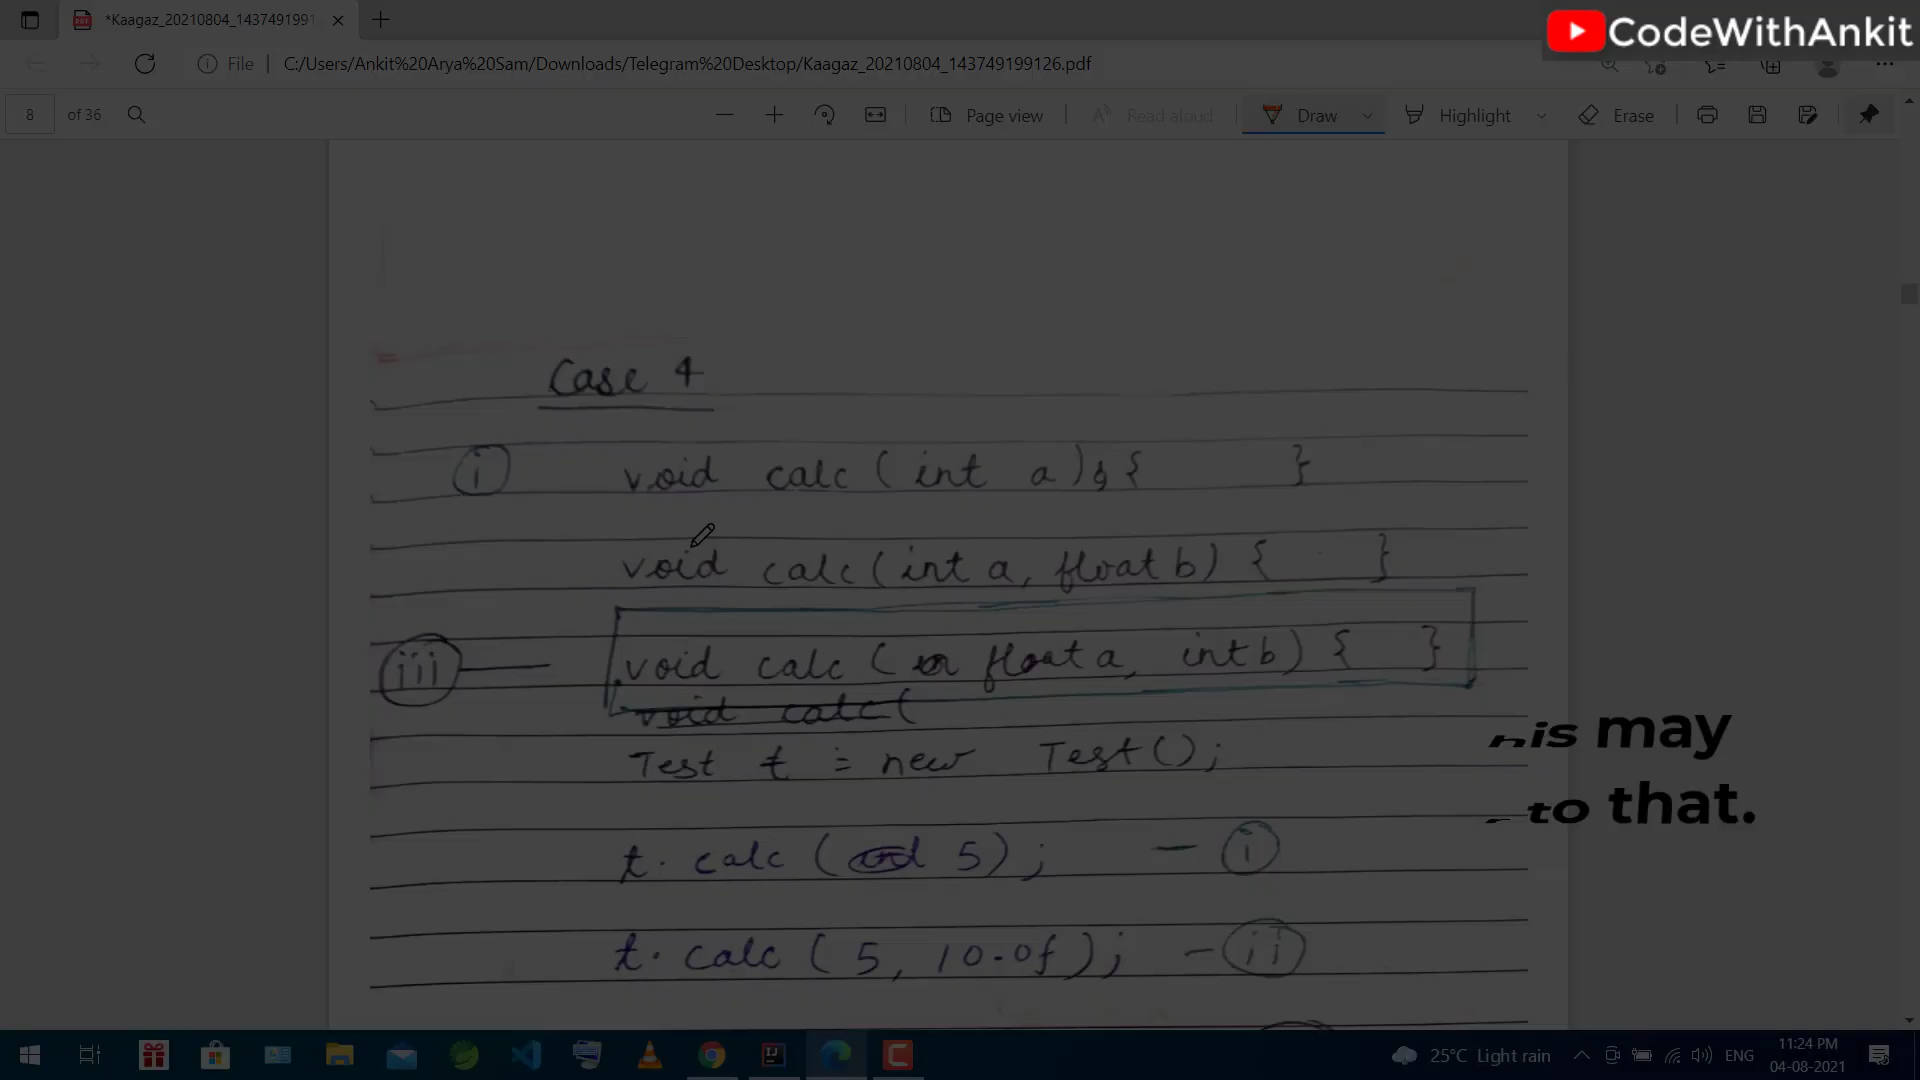 *Kaagaz_20210804_1437491991
CodeWithAnkit
File
C:/Users/Ankit%20Arya%20Sam/Downloads/Telegram%20Desktop/Kaagaz_20210804_143749199126.pdf
8 of 36
Page view
Read aloud
Draw
Highlight
Erase
Case 4
i void calc (int a) { }
void calc (int a, float b) { }
iii void calc ( float a, int b) { }
void calc (
may
Test t = new Test();
to that.
t. calc ( 5); - i
t. calc ( 5, 10.0f); - ii
25°C Light rain
ENG
11:24 PM
04-08-2021